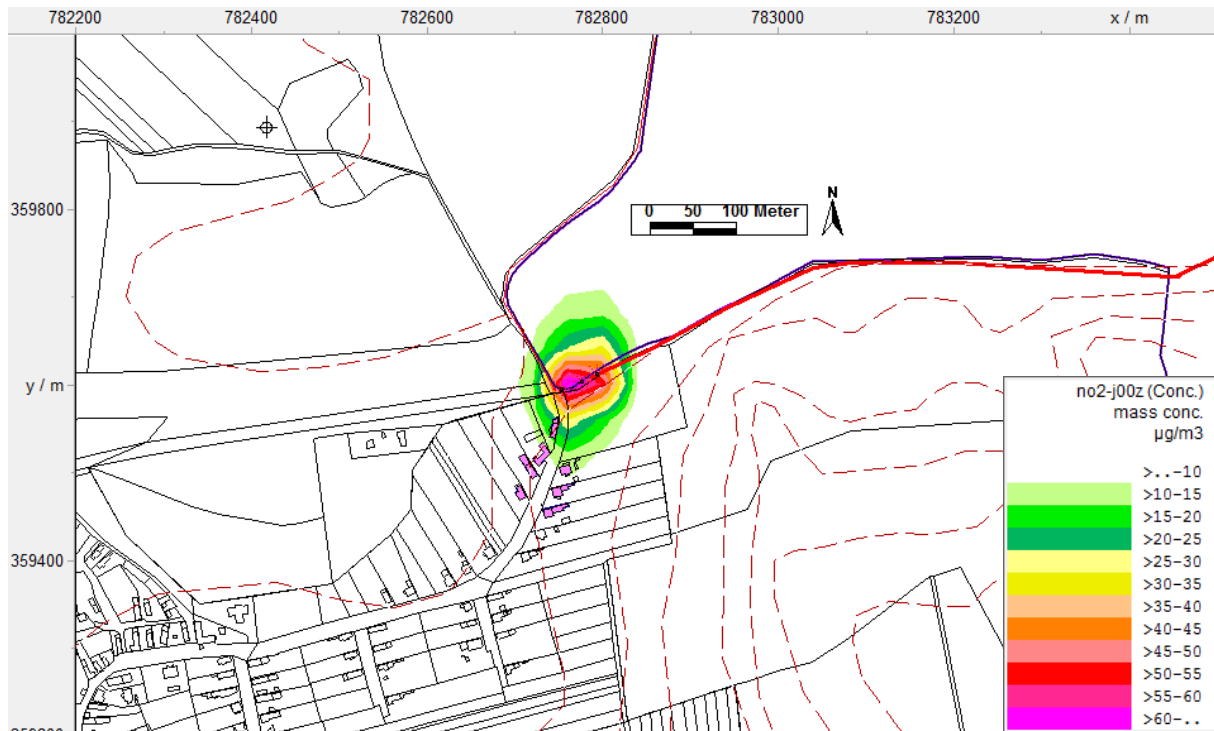 782200 782400 782600 782800 783000 783200 x / m
359800
N
0 50 100 Meter
y / m
no2-j00z (Conc.)
mass conc.
µg/m3
>..-10
>10-15
>15-20
>20-25
>25-30
>30-35
>35-40
>40-45
>45-50
>50-55
>55-60
>60-..
359400